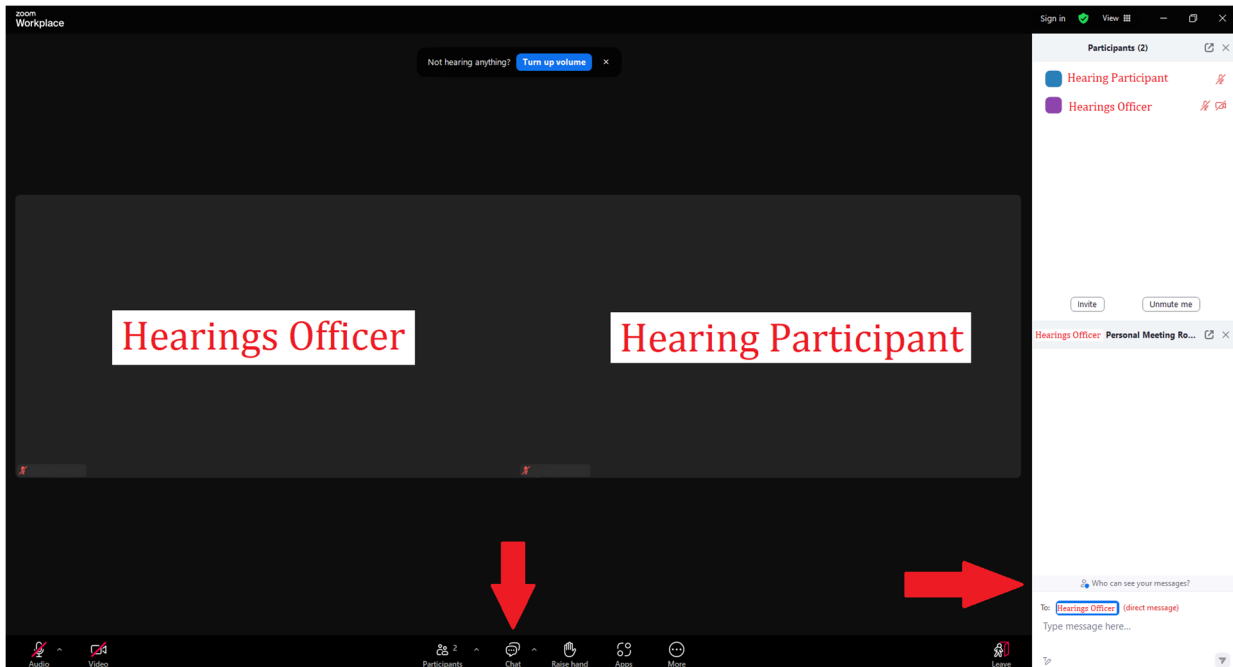 zoom
Workplace
Sign in View
Not hearing anything? Turn up volume
Participants (2)
Hearing Participant
Hearings Officer
Hearings Officer
Hearing Participant
Invite Unmute me
Hearings Officer Personal Meeting Ro...
Who can see your messages?
To: Hearings Officer (direct message)
Type message here...
Audio
Video
Participants 2
Chat
Raise hand
Apps
More
Leave